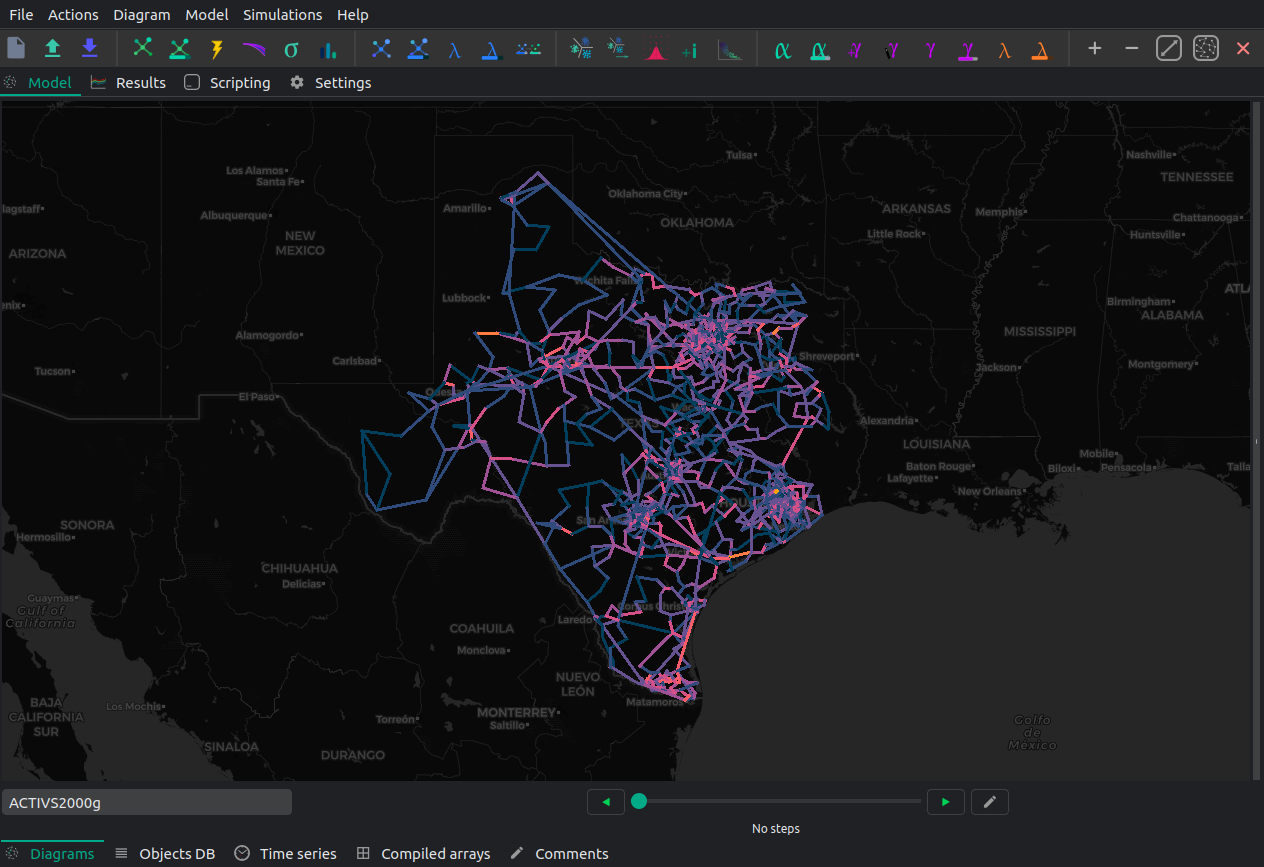 File Actions Diagram Model Simulations Help
σ λ λ +i α α γ γ γ γ λ λ
Model Results Scripting Settings
Nashville
Tulsa
Los Alamos
TENNESSEE
Santa Fe
Oklahoma City
lagstaff
Amarillo
ARKANSAS
Memphis
Albuquerque
Chattanooga
OKLAHOMA
NEW
MEXICO
Little Rock
Huntsville
ARIZONA
Wichita Falls
ATLA
Lubbock
nix
Birmingham
ALABAMA
Alamogordo
MISSISSIPPI
Carlsbad
Shreveport
Tucson
Jackson
Montgomery
El Paso
TEXAS
Alexandria
LOUISIANA
Mobile
Baton Rouge
Biloxi
Pensacola
Talla
Lafayette
New Orleans
SONORA
Hermosillo
CHIHUAHUA
Delicias
Guaymas
Gulf of
California
Corpus Christi
Laredo
COAHUILA
Monclova
NUEVO
LEÓN
BAJA
CALIFORNIA
SUR
Los Mochis
Matamoros
MONTERREY
Saltillo
Torreón
Golfo
de
México
SINALOA
DURANGO
ACTIVS2000g
No steps
Diagrams Objects DB Time series Compiled arrays Comments